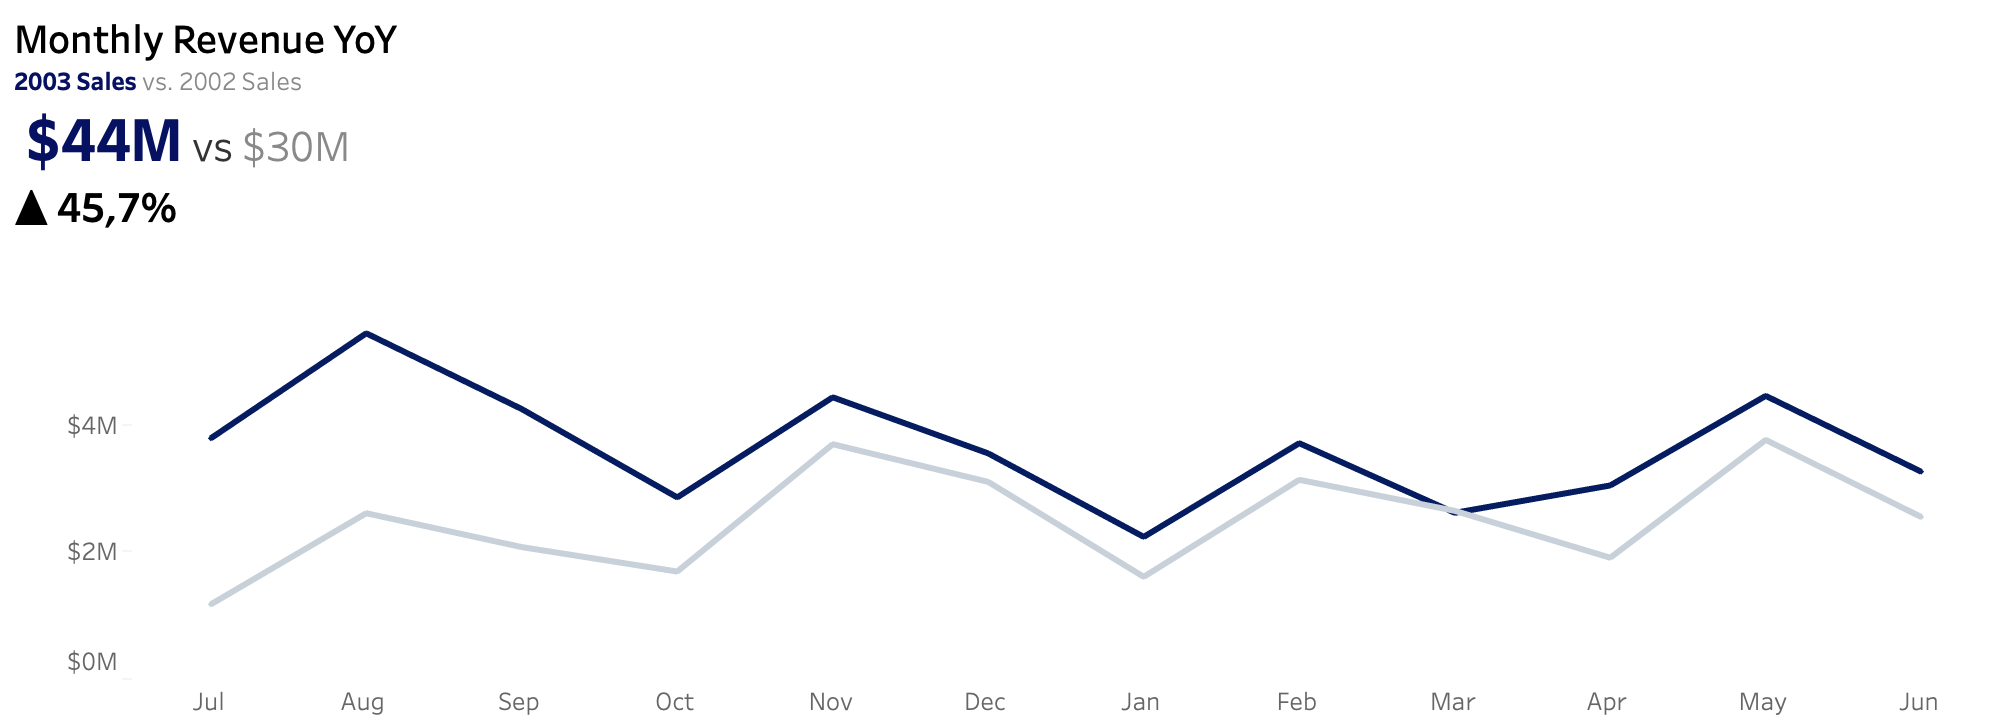 Monthly Revenue YoY
2003 Sales vs. 2002 Sales
$44M vs $30M
▲ 45,7%
$4M
$2M
$0M
Jul Aug Sep Oct Nov Dec Jan Feb Mar Apr May Jun